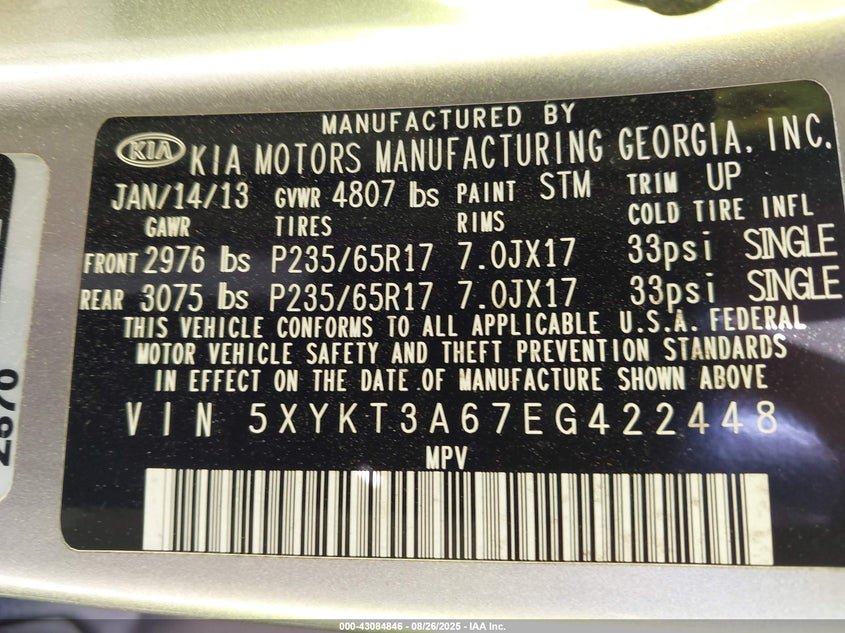 MANUFACTURED BY
KIA KIA MOTORS MANUFACTURING GEORGIA, INC.
JAN/14/13 GVWR 4807 lbs PAINT STM TRIM UP
GAWR TIRES RIMS COLD TIRE INFL
FRONT 2976 lbs P235/65R17 7.0JX17 33psi SINGLE
REAR 3075 lbs P235/65R17 7.0JX17 33psi SINGLE
THIS VEHICLE CONFORMS TO ALL APPLICABLE U.S.A. FEDERAL
MOTOR VEHICLE SAFETY AND THEFT PREVENTION STANDARDS
IN EFFECT ON THE DATE OF MANUFACTURE SHOWN ABOVE
VIN 5XYKT3A67EG422448
MPV
000-43084846 - 08/26/2025 - IAA Inc.